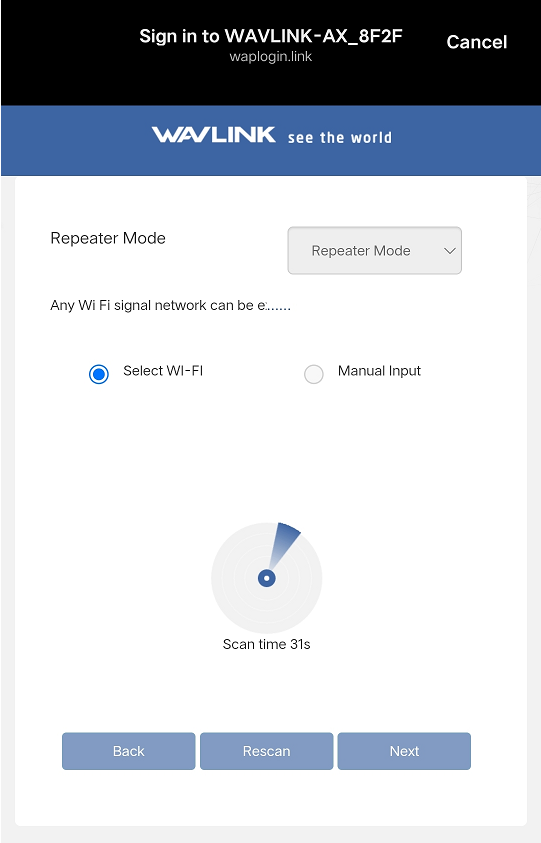 Sign in to WAVLINK-AX_8F2F
Cancel
waplogin.link
WAVLINK see the world
Repeater Mode
Repeater Mode
Any Wi Fi signal network can be e......
Select WI-FI
Manual Input
Scan time 31s
Back
Rescan
Next